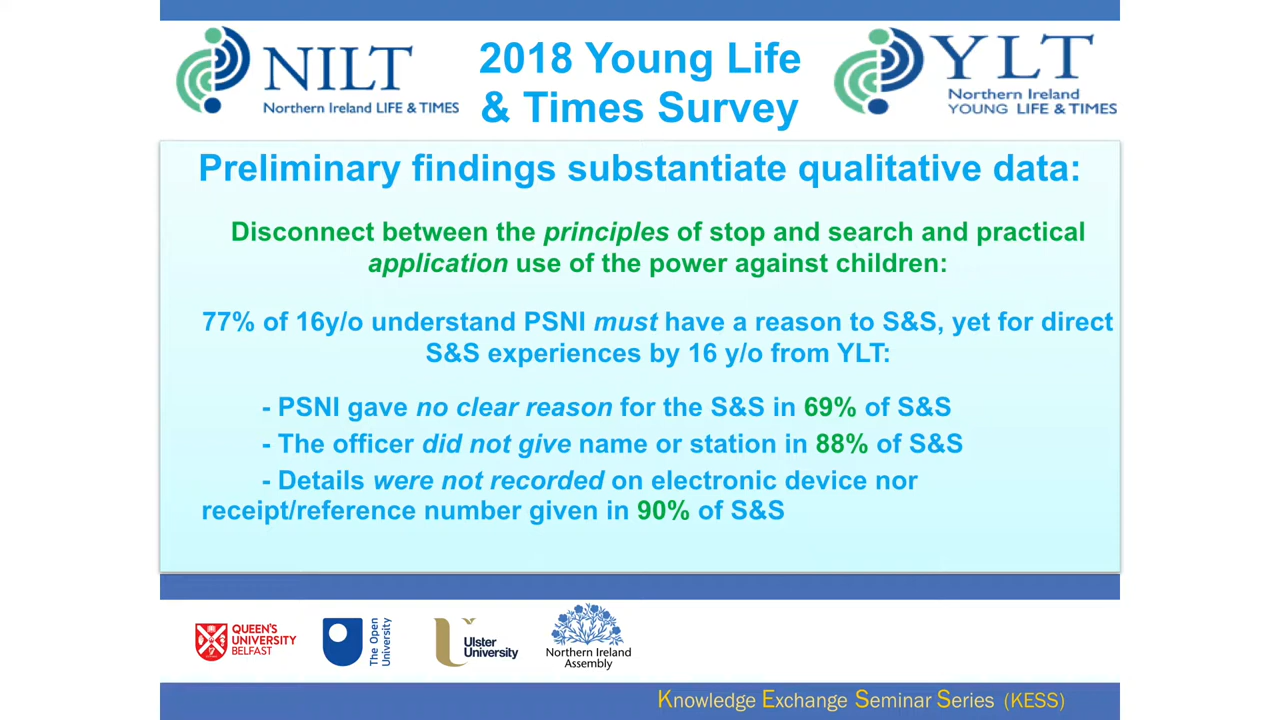 NILT
Northern Ireland LIFE & TIMES
2018 Young Life
& Times Survey
YLT
Northern Ireland
YOUNG LIFE & TIMES
Preliminary findings substantiate qualitative data:
Disconnect between the principles of stop and search and practical
application use of the power against children:
77% of 16y/o understand PSNI must have a reason to S&S, yet for direct
S&S experiences by 16 y/o from YLT:
- PSNI gave no clear reason for the S&S in 69% of S&S
- The officer did not give name or station in 88% of S&S
- Details were not recorded on electronic device nor
receipt/reference number given in 90% of S&S
QUEEN'S
UNIVERSITY
BELFAST
The Open
University
Ulster
University
Northern Ireland
Assembly
Knowledge Exchange Seminar Series (KESS)